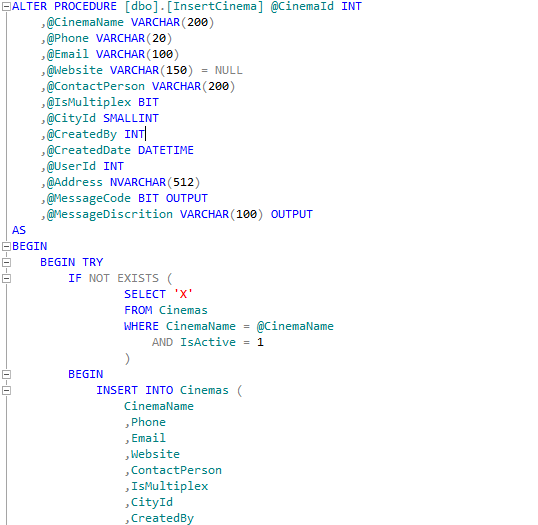 ALTER PROCEDURE [dbo].[InsertCinema] @CinemaId INT
,@CinemaName VARCHAR(200)
,@Phone VARCHAR(20)
,@Email VARCHAR(100)
,@Website VARCHAR(150) = NULL
,@ContactPerson VARCHAR(200)
,@IsMultiplex BIT
,@CityId SMALLINT
,@CreatedBy INT
,@CreatedDate DATETIME
,@UserId INT
,@Address NVARCHAR(512)
,@MessageCode BIT OUTPUT
,@MessageDiscrition VARCHAR(100) OUTPUT
AS
BEGIN
BEGIN TRY
IF NOT EXISTS (
SELECT 'X'
FROM Cinemas
WHERE CinemaName = @CinemaName
AND IsActive = 1
)
BEGIN
INSERT INTO Cinemas (
CinemaName
,Phone
,Email
,Website
,ContactPerson
,IsMultiplex
,CityId
,CreatedBy